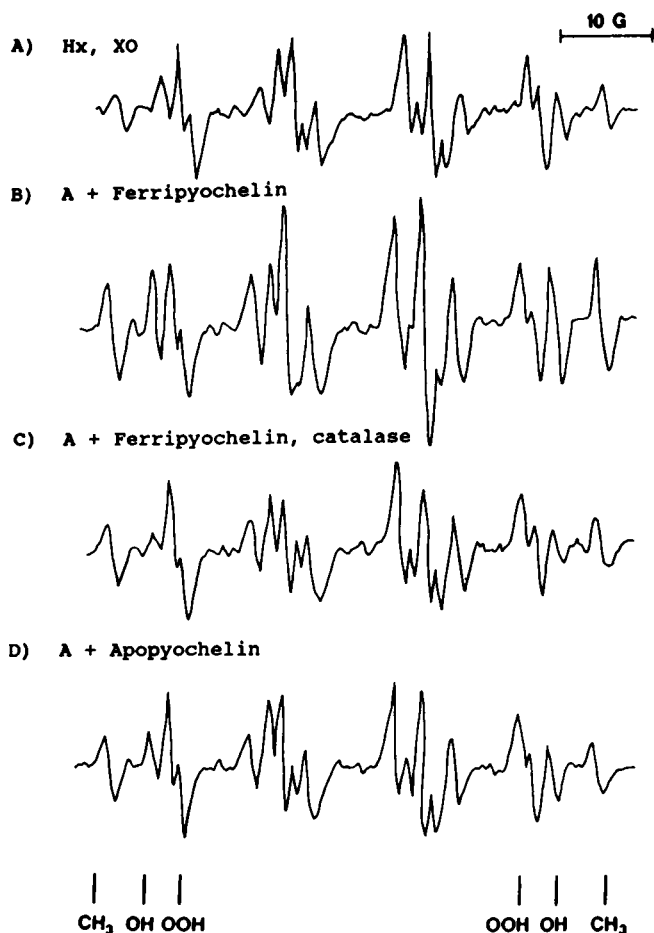 10 G
A) Hx, XO
B) A + Ferripyochelin
C) A + Ferripyochelin, catalase
D) A + Apopyochelin
CH₃ OH OOH OOH OH CH₃